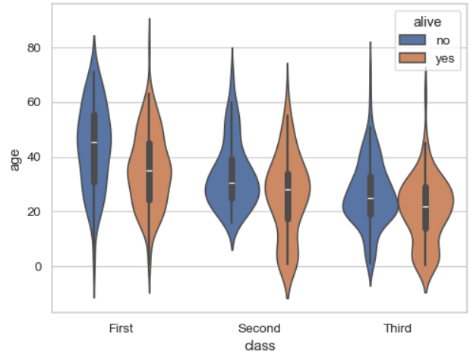 alive
no
yes
80
60
40
20
0
age
First
Second
Third
class